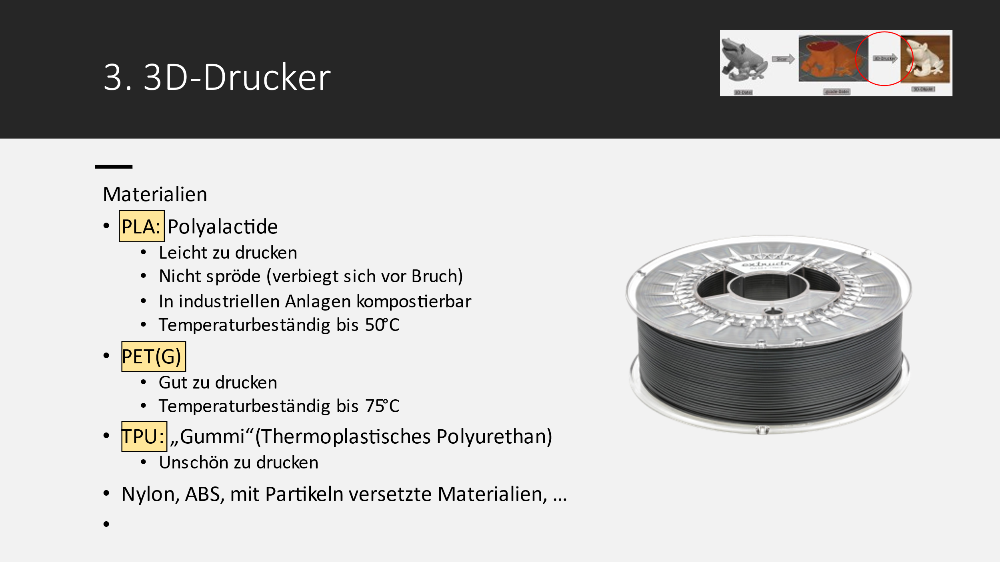 3. 3D-Drucker
Slicer
3D-Drucker
3D-Datei
.gcode-Datei
3D-Objekt
Materialien
• PLA: Polyalactide
• Leicht zu drucken
• Nicht spröde (verbiegt sich vor Bruch)
• In industriellen Anlagen kompostierbar
• Temperaturbeständig bis 50°C
• PET(G)
• Gut zu drucken
• Temperaturbeständig bis 75°C
• TPU: „Gummi“(Thermoplastisches Polyurethan)
• Unschön zu drucken
• Nylon, ABS, mit Partikeln versetzte Materialien, ...
•
extrudr